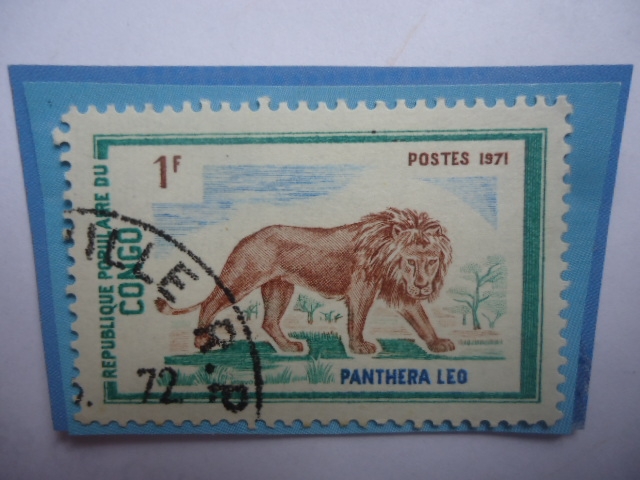 1F
POSTES 1971
REPUBLIQUE POPULAIRE DU
CONGO
PANTHERA LEO
72